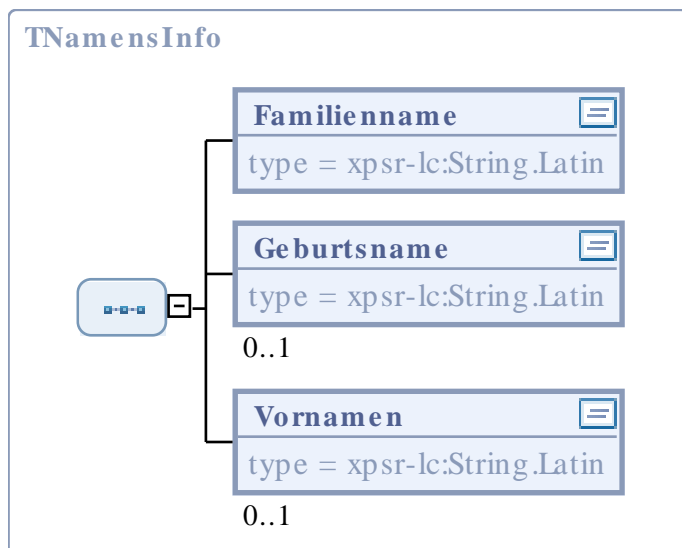 TNamensInfo
Familienname
type = xpsr-lc:String.Latin
Geburtsname
type = xpsr-lc:String.Latin
0..1
Vornamen
type = xpsr-lc:String.Latin
0..1